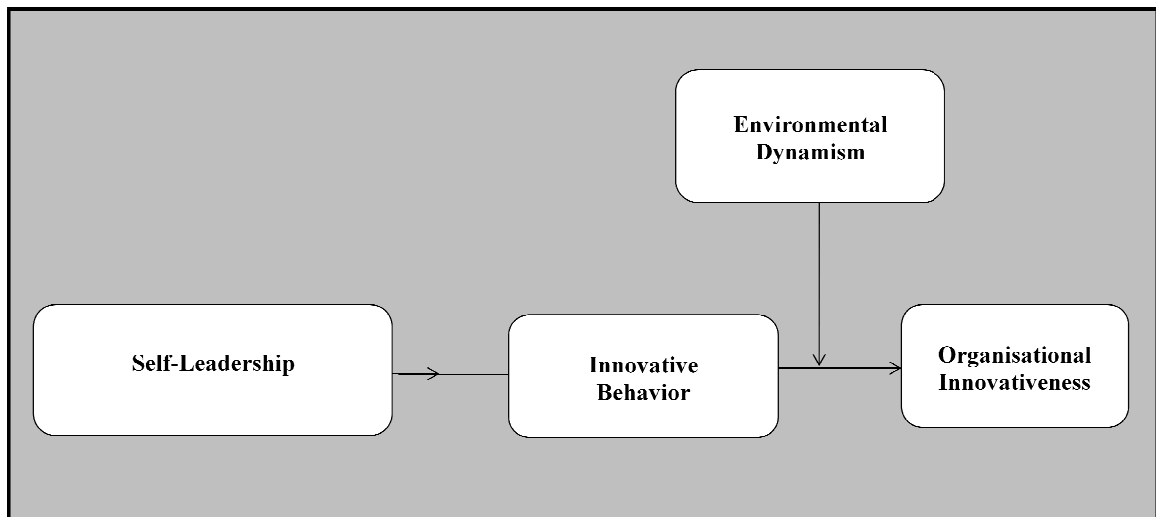 Environmental
Dynamism
Self-Leadership
Innovative
Behavior
Organisational
Innovativeness